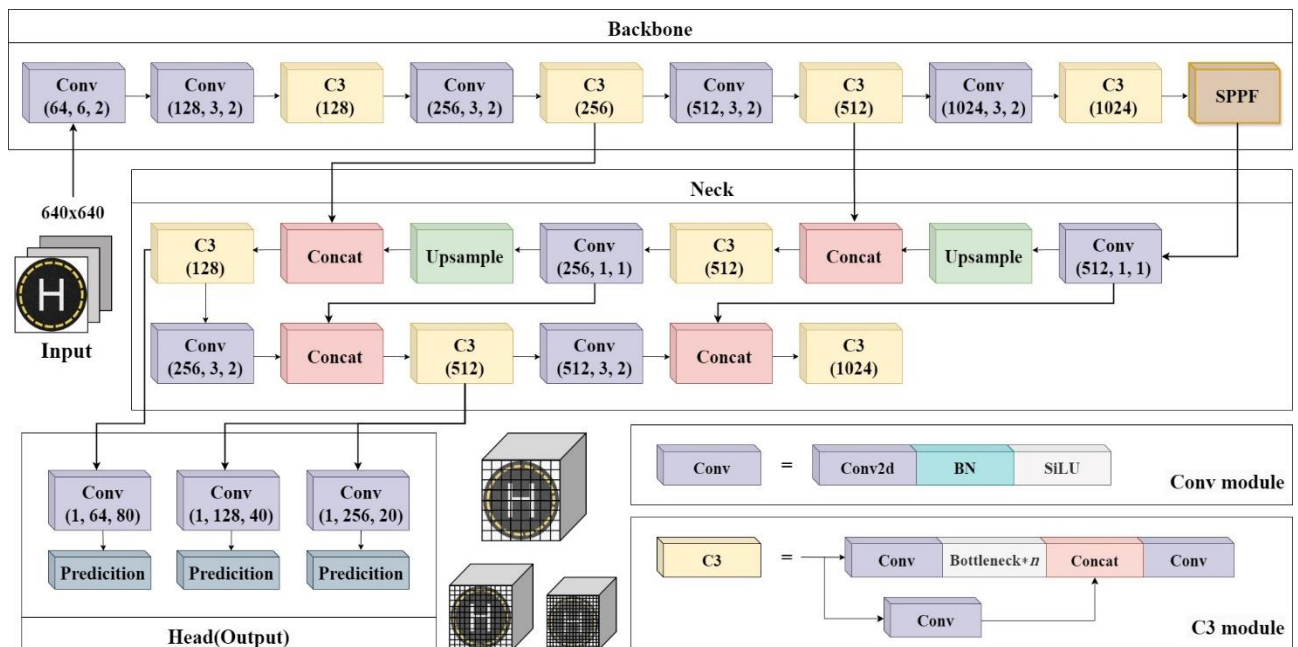 Backbone
Conv
(64, 6, 2)
Conv
(128, 3, 2)
C3
(128)
Conv
(256, 3, 2)
C3
(256)
Conv
(512, 3, 2)
C3
(512)
Conv
(1024, 3, 2)
C3
(1024)
SPPF
640x640
Input
Neck
C3
(128)
Concat
Upsample
Conv
(256, 1, 1)
C3
(512)
Concat
Upsample
Conv
(512, 1, 1)
Conv
(256, 3, 2)
Concat
C3
(512)
Conv
(512, 3, 2)
Concat
C3
(1024)
Conv
(1, 64, 80)
Conv
(1, 128, 40)
Conv
(1, 256, 20)
Predicition
Predicition
Predicition
Head(Output)
H
H
H
H
Conv
=
Conv2d
BN
SiLU
Conv module
C3
=
Conv
Bottleneck*n
Concat
Conv
Conv
C3 module